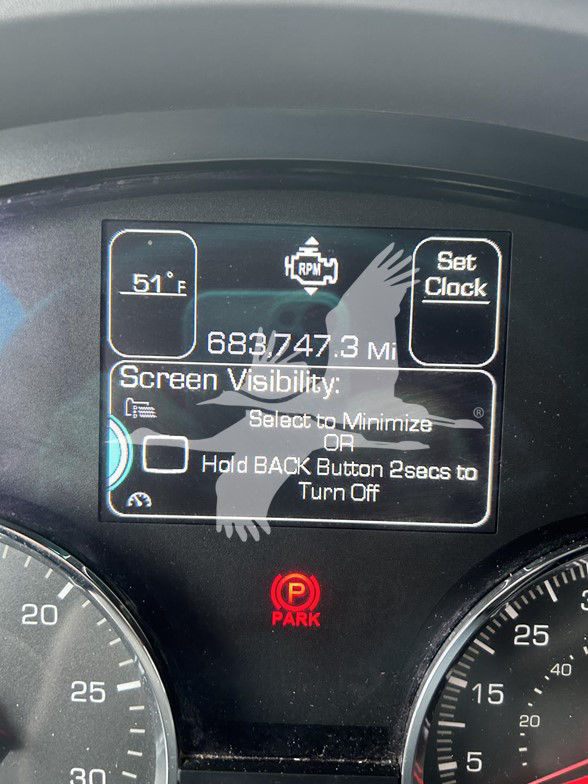 51°F
RPM
Set
Clock
683,747.3 Mi
Screen Visibility:
Select to Minimize
OR
Hold BACK Button 2secs to
Turn Off
®
P
PARK
20
25
30
25
15
5
40
20